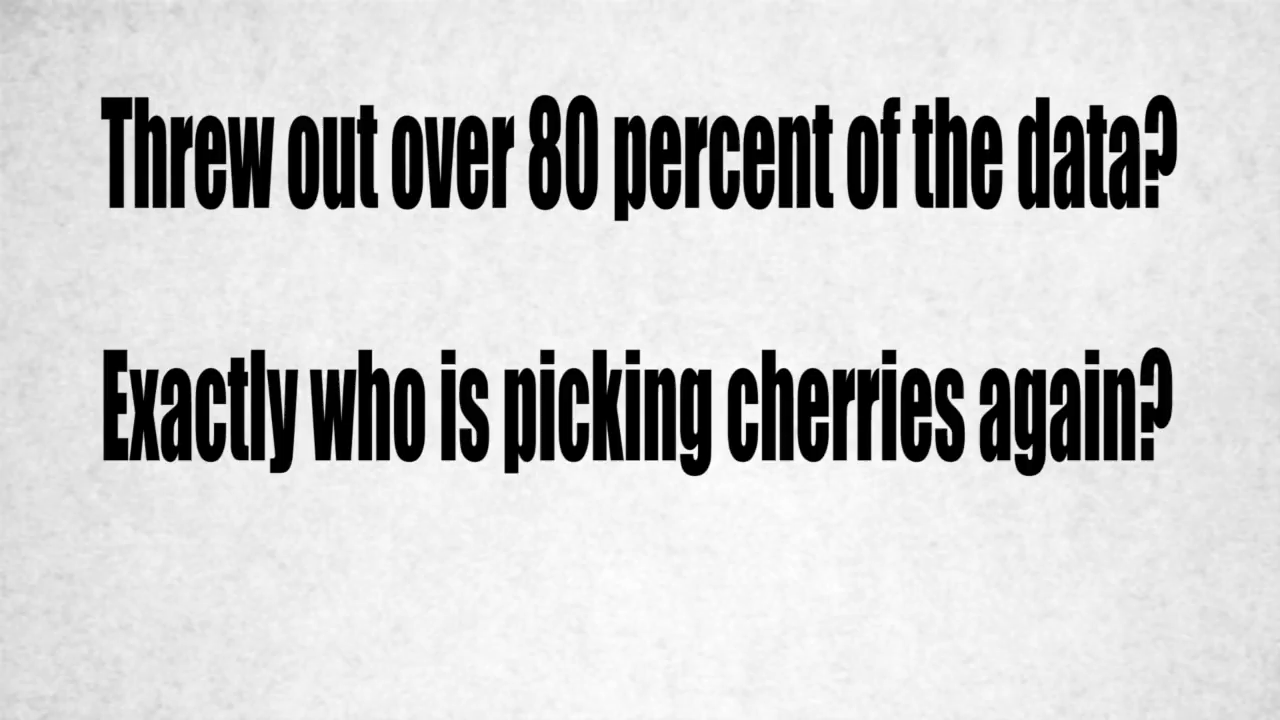 Threw out over 80 percent of the data?
Exactly who is picking cherries again?